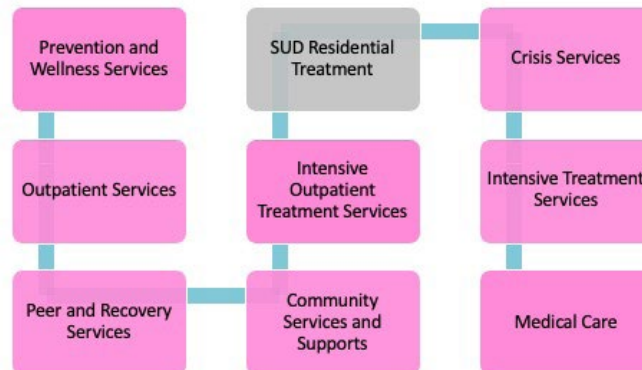 Prevention and
Wellness Services
Outpatient Services
Peer and Recovery
Services
Community
Services and
Supports
Intensive
Outpatient
Treatment Services
SUD Residential
Treatment
Crisis Services
Intensive Treatment
Services
Medical Care